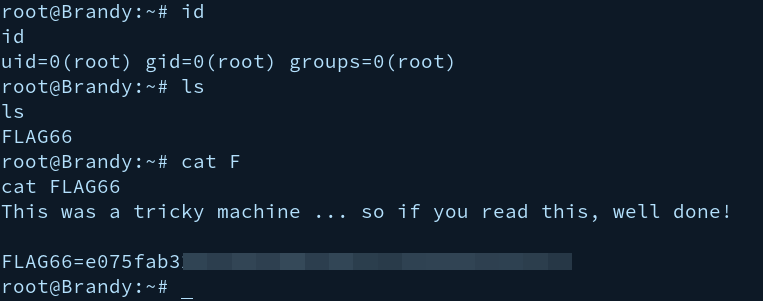 root@Brandy:~# id
id
uid=0(root) gid=0(root) groups=0(root)
root@Brandy:~# ls
ls
FLAG66
root@Brandy:~# cat F
cat FLAG66
This was a tricky machine ... so if you read this, well done!
FLAG66=e075fab3
root@Brandy:~# _